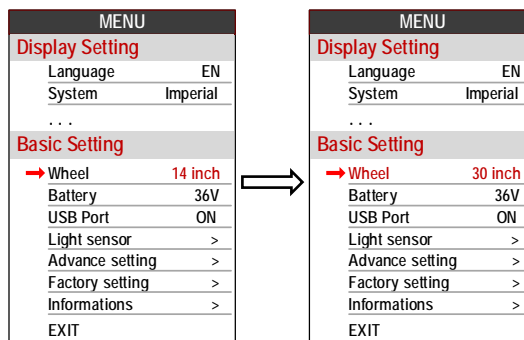 MENU
Display Setting
Language EN
System Imperial
. . .
Basic Setting
Wheel 14 inch
Battery 36V
USB Port ON
Light sensor >
Advance setting >
Factory setting >
Informations >
EXIT
MENU
Display Setting
Language EN
System Imperial
. . .
Basic Setting
Wheel 30 inch
Battery 36V
USB Port ON
Light sensor >
Advance setting >
Factory setting >
Informations >
EXIT